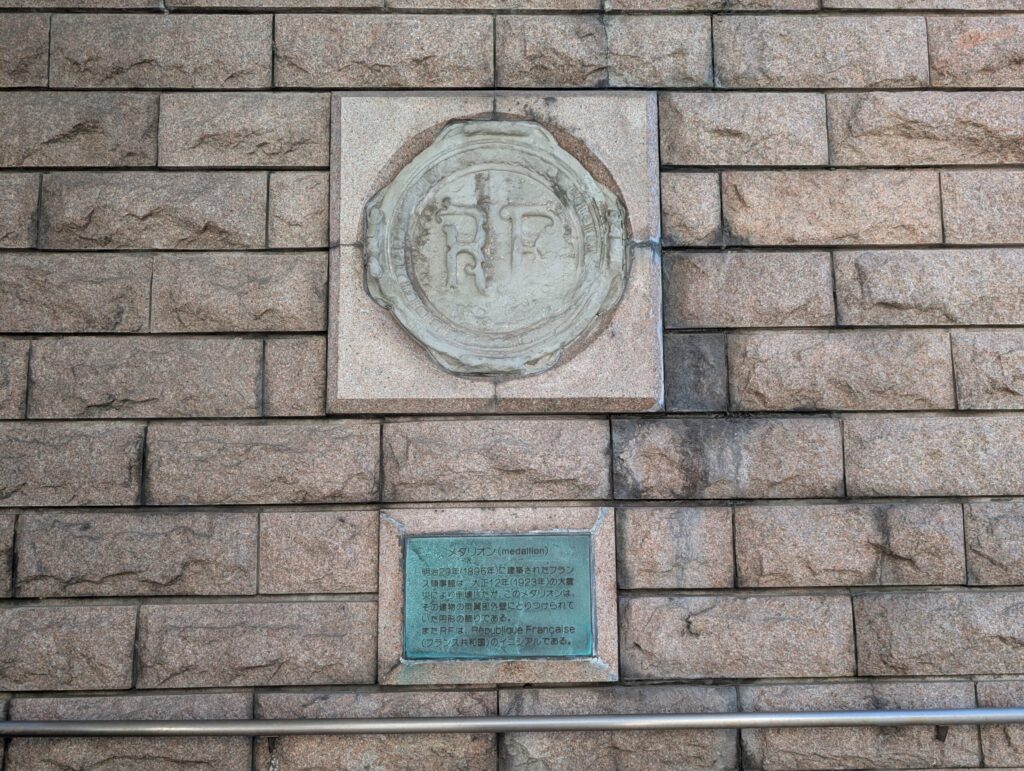 RF
メダリオン(medallion)
明治29年(1896年)に建築されたフラン
ス領事館は、大正12年(1923年)の大震
災により倒壊したが、このメダリオンは、
その建物の両翼部外壁にとりつけられて
いた円形の飾りである。
またRFは、République Française
(フランス共和国)のイニシアルである。